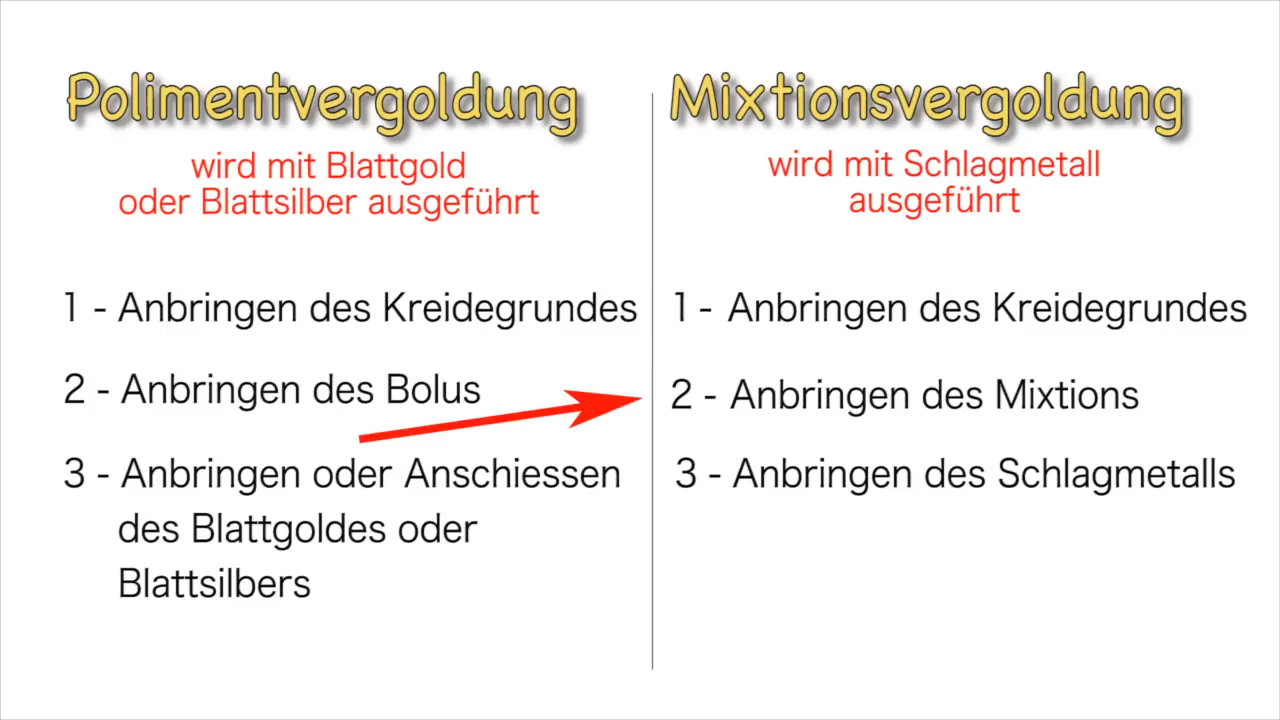 Polimentvergoldung
wird mit Blattgold
oder Blattsilber ausgeführt
1 - Anbringen des Kreidegrundes
2 - Anbringen des Bolus
3 - Anbringen oder Anschiessen
des Blattgoldes oder
Blattsilbers
Mixtionsvergoldung
wird mit Schlagmetall
ausgeführt
1 - Anbringen des Kreidegrundes
2 - Anbringen des Mixtions
3 - Anbringen des Schlagmetalls